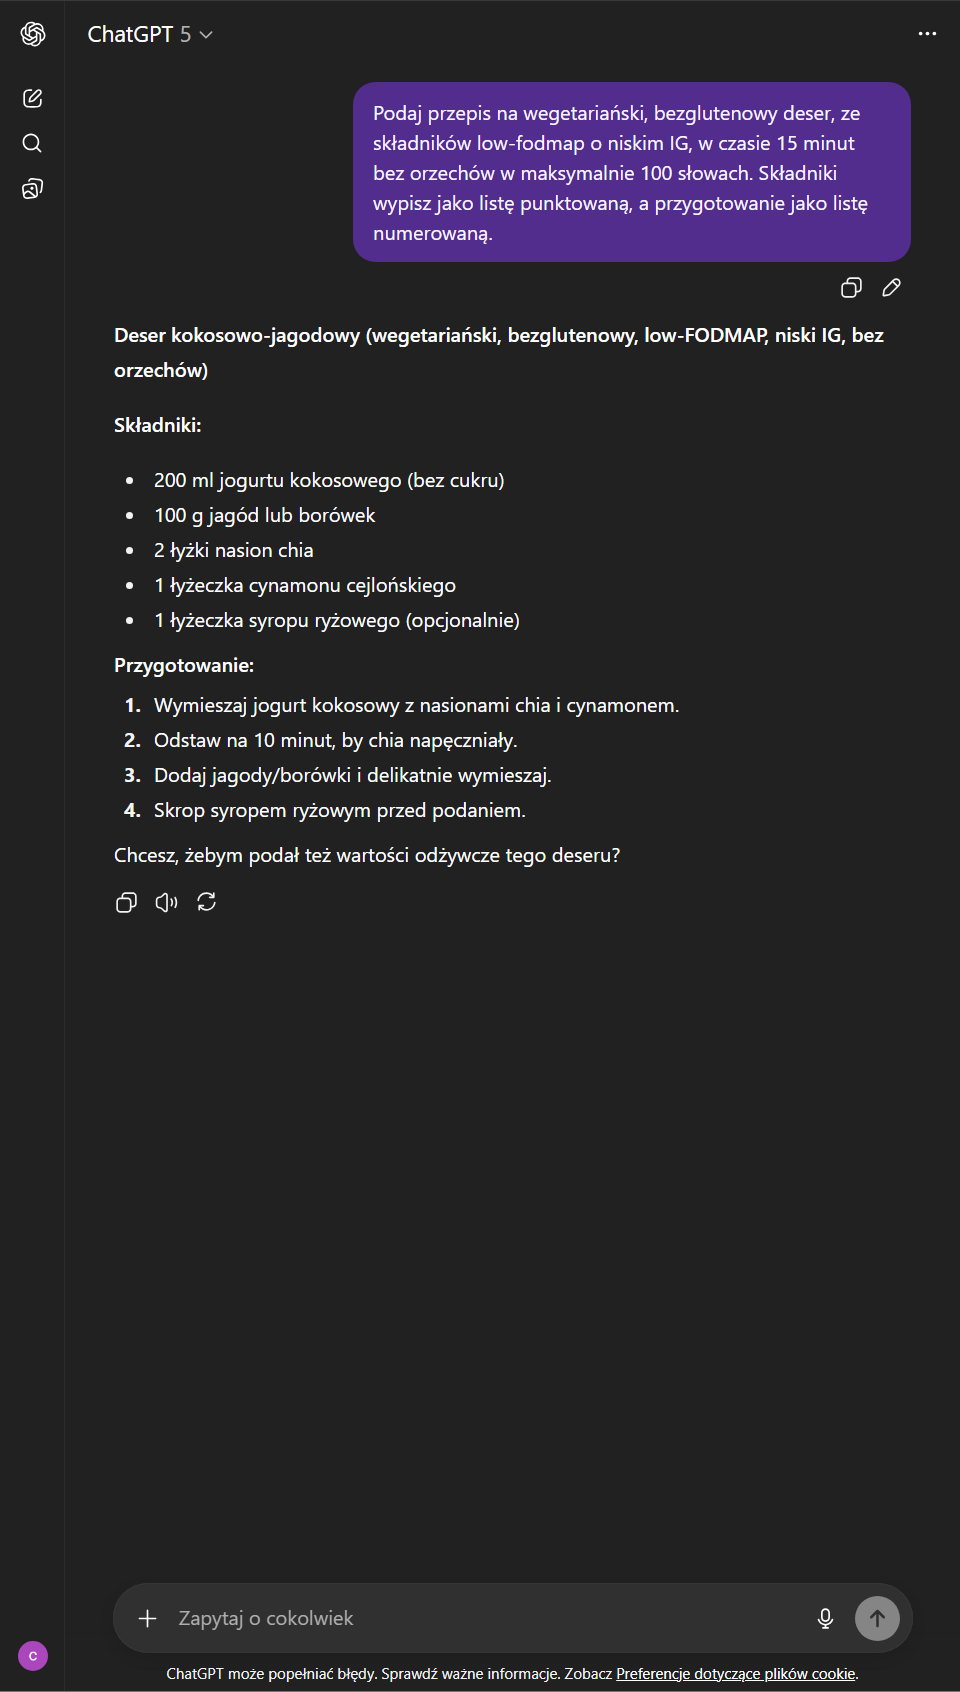 ChatGPT 5
Podaj przepis na wegetariański, bezglutenowy deser, ze
składników low-fodmap o niskim IG, w czasie 15 minut
bez orzechów w maksymalnie 100 słowach. Składniki
wypisz jako listę punktowaną, a przygotowanie jako listę
numerowaną.
Deser kokosowo-jagodowy (wegetariański, bezglutenowy, low-FODMAP, niski IG, bez
orzechów)
Składniki:
• 200 ml jogurtu kokosowego (bez cukru)
• 100 g jagód lub borówek
• 2 łyżki nasion chia
• 1 łyżeczka cynamonu cejlońskiego
• 1 łyżeczka syropu ryżowego (opcjonalnie)
Przygotowanie:
1. Wymieszaj jogurt kokosowy z nasionami chia i cynamonem.
2. Odstaw na 10 minut, by chia napęczniały.
3. Dodaj jagody/borówki i delikatnie wymieszaj.
4. Skrop syropem ryżowym przed podaniem.
Chcesz, żebym podał też wartości odżywcze tego deseru?
Zapytaj o cokolwiek
C
ChatGPT może popełniać błędy. Sprawdź ważne informacje. Zobacz Preferencje dotyczące plików cookie.